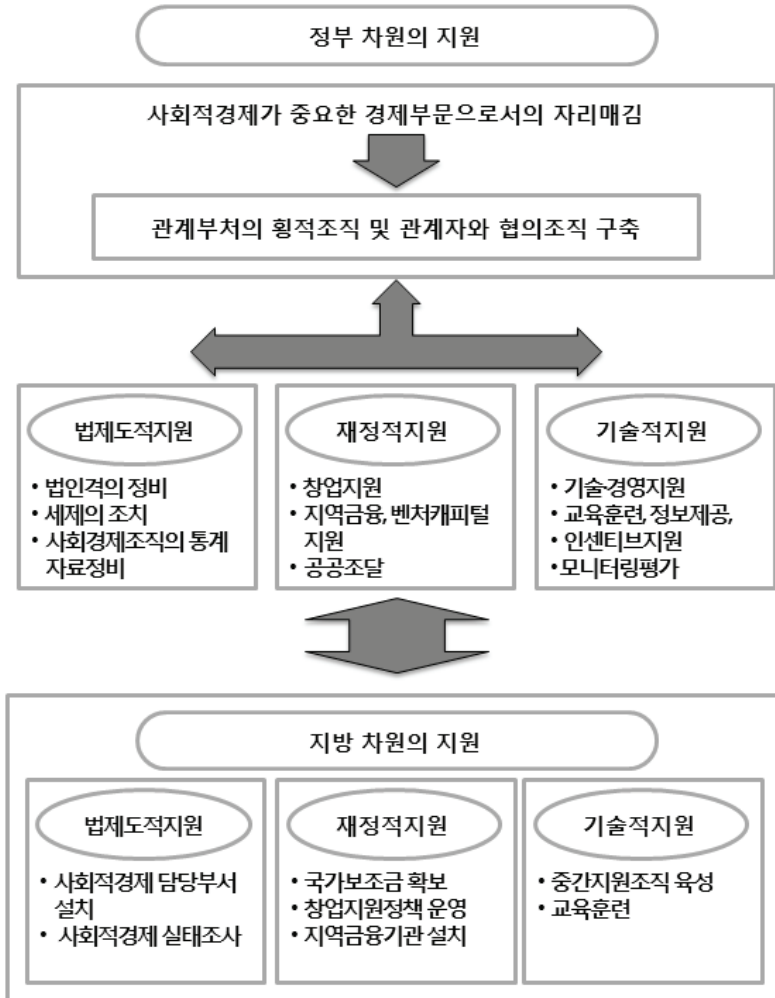 정부 차원의 지원
사회적경제가 중요한 경제부문으로서의 자리매김
관계부처의 횡적조직 및 관계자와 협의조직 구축
법제도적지원
• 법인격의 정비
• 세제의 조치
• 사회경제조직의 통계
자료정비
재정적지원
• 창업지원
• 지역금융, 벤처캐피털
지원
• 공공조달
기술적지원
• 기술·경영지원
• 교육훈련, 정보제공,
• 인센티브지원
• 모니터링평가
지방 차원의 지원
법제도적지원
• 사회적경제 담당부서
설치
• 사회적경제 실태조사
재정적지원
• 국가보조금 확보
• 창업지원정책 운영
• 지역금융기관 설치
기술적지원
• 중간지원조직 육성
• 교육훈련